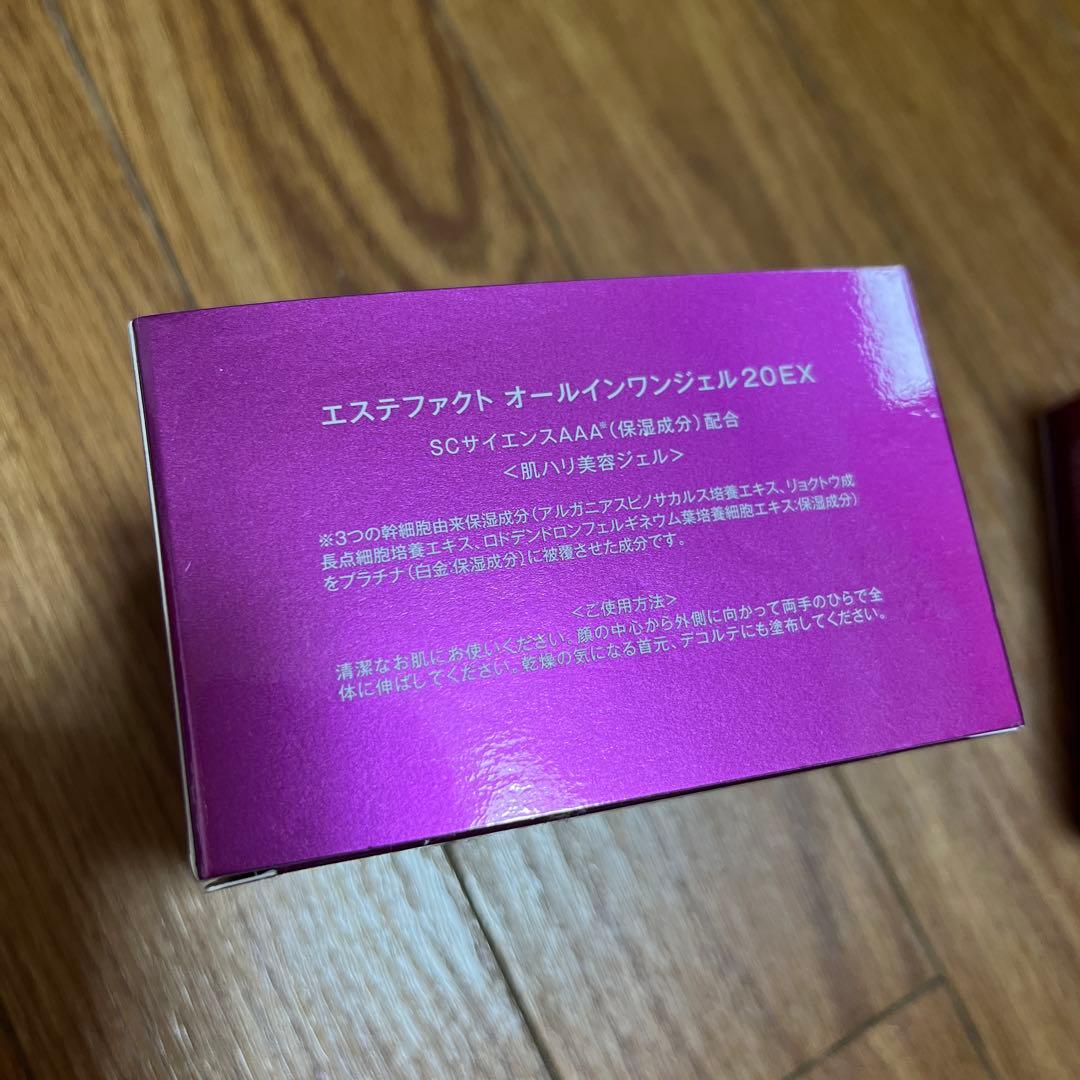 エステファクト オールインワンジェル20EX
SCサイエンスAAA※(保湿成分)配合
<肌ハリ美容ジェル>
※3つの幹細胞由来保湿成分(アルガニアスピノサカルス培養エキス、リョクトウ成
長点細胞培養エキス、ロドデンドロンフェルギネウム葉培養細胞エキス:保湿成分)
をプラチナ(白金:保湿成分)に被覆させた成分です。
<ご使用方法>
清潔なお肌にお使いください。顔の中心から外側に向かって両手のひらで全
体に伸ばしてください。乾燥の気になる首元、デコルテにも塗布してください。